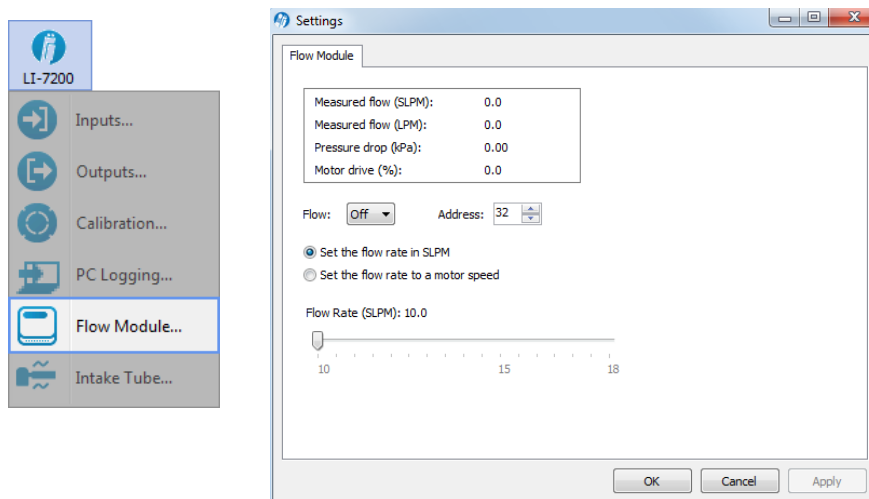 LI-7200
Inputs...
Outputs...
Calibration...
PC Logging...
Flow Module...
Intake Tube...
Settings
Flow Module
Measured flow (SLPM): 0.0
Measured flow (LPM): 0.0
Pressure drop (kPa): 0.00
Motor drive (%): 0.0
Flow: Off Address: 32
Set the flow rate in SLPM
Set the flow rate to a motor speed
Flow Rate (SLPM): 10.0
10 15 18
OK Cancel Apply